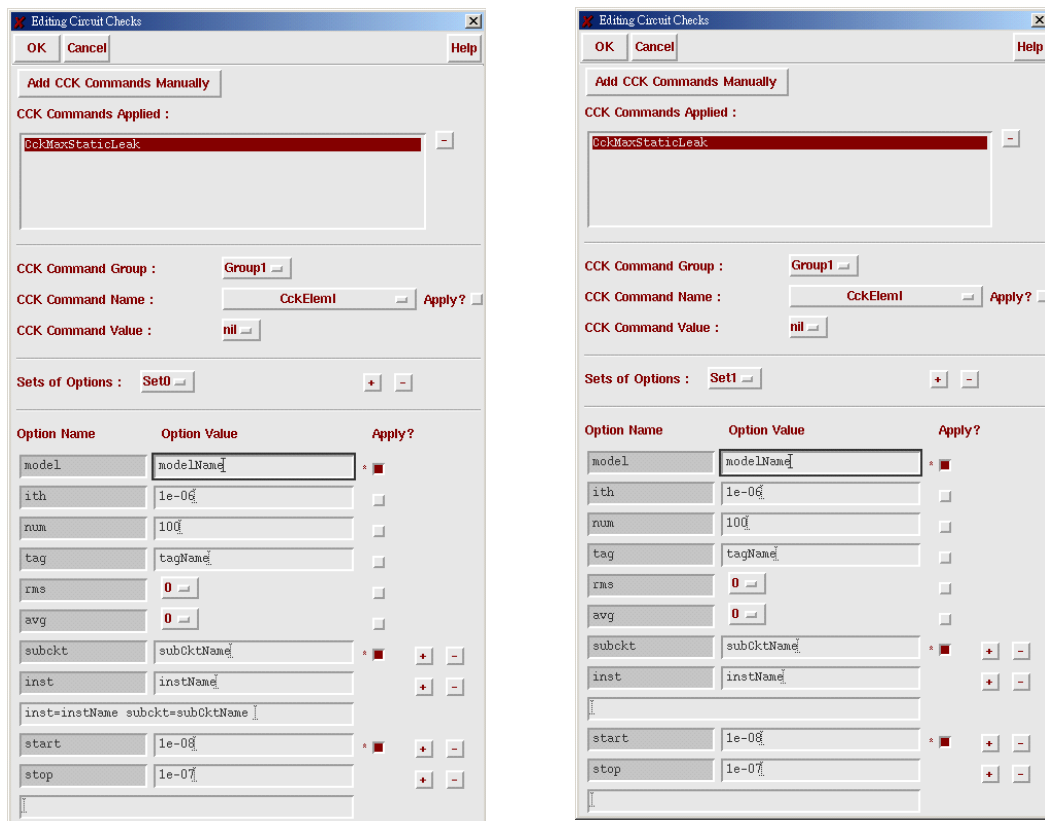 Editing Circuit Checks
OK Cancel Help
Add CCK Commands Manually
CCK Commands Applied :
CckMaxStaticLeak
-
CCK Command Group : Group1
CCK Command Name : CckElemI Apply?
CCK Command Value : nil
Sets of Options : Set0 + -
Option Name Option Value Apply?
model modelName *
ith 1e-06
num 100
tag tagName
rms 0
avg 0
subckt subCktName * + -
inst instName + -
inst=instName subckt=subCktName
start 1e-08 * + -
stop 1e-07 + -
Editing Circuit Checks
OK Cancel Help
Add CCK Commands Manually
CCK Commands Applied :
CckMaxStaticLeak
-
CCK Command Group : Group1
CCK Command Name : CckElemI Apply?
CCK Command Value : nil
Sets of Options : Set1 + -
Option Name Option Value Apply?
model modelName *
ith 1e-06
num 100
tag tagName
rms 0
avg 0
subckt subCktName * + -
inst instName + -
start 1e-08 * + -
stop 1e-07 + -